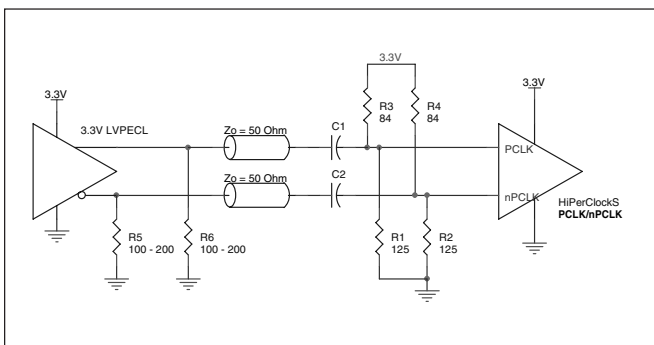 3.3V
3.3V LVPECL
R5
100 - 200
R6
100 - 200
Zo = 50 Ohm
Zo = 50 Ohm
C1
C2
3.3V
R3
84
R4
84
R1
125
R2
125
3.3V
PCLK
nPCLK
HiPerClockS
PCLK/nPCLK